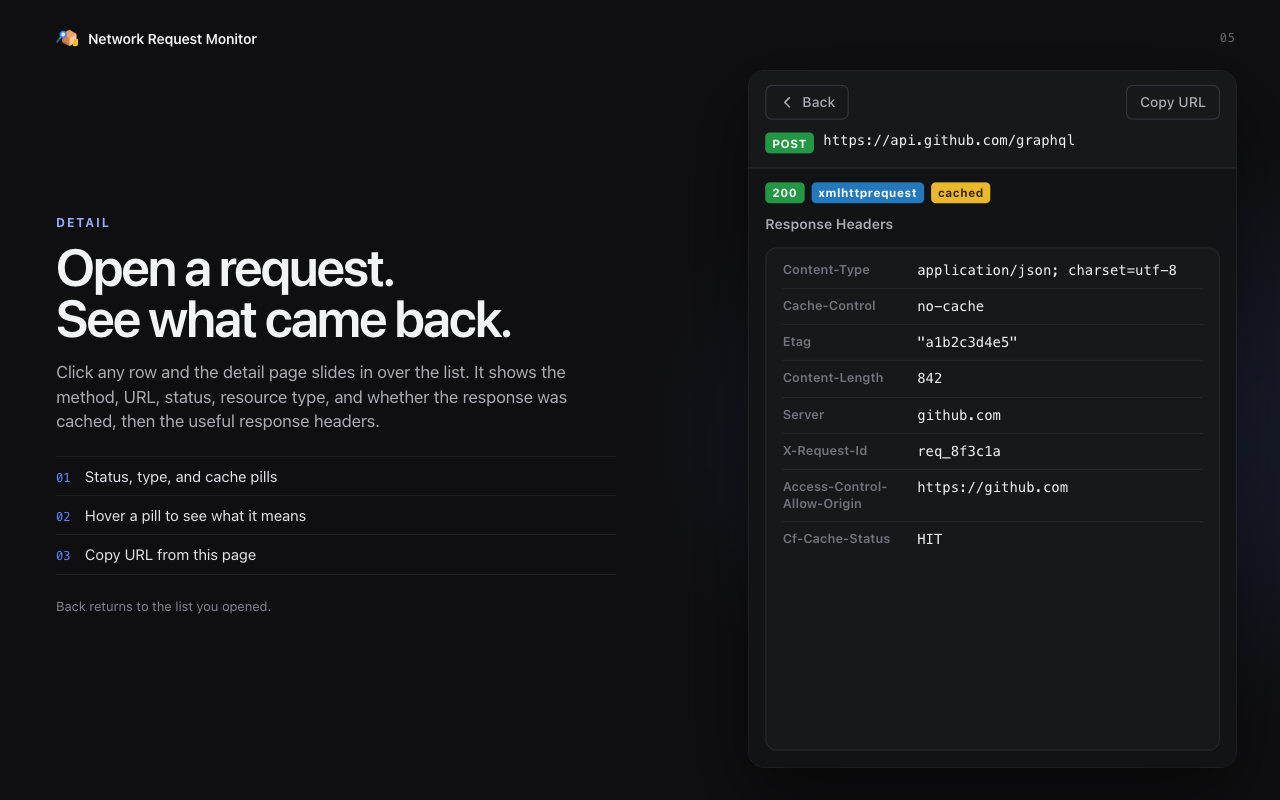 Network Request Monitor
05
DETAIL
Open a request.
See what came back.
Click any row and the detail page slides in over the list. It shows the
method, URL, status, resource type, and whether the response was
cached, then the useful response headers.
01 Status, type, and cache pills
02 Hover a pill to see what it means
03 Copy URL from this page
Back returns to the list you opened.
Back
Copy URL
POST https://api.github.com/graphql
200 xmlhttprequest cached
Response Headers
Content-Type application/json; charset=utf-8
Cache-Control no-cache
Etag "a1b2c3d4e5"
Content-Length 842
Server github.com
X-Request-Id req_8f3c1a
Access-Control-
Allow-Origin https://github.com
Cf-Cache-Status HIT